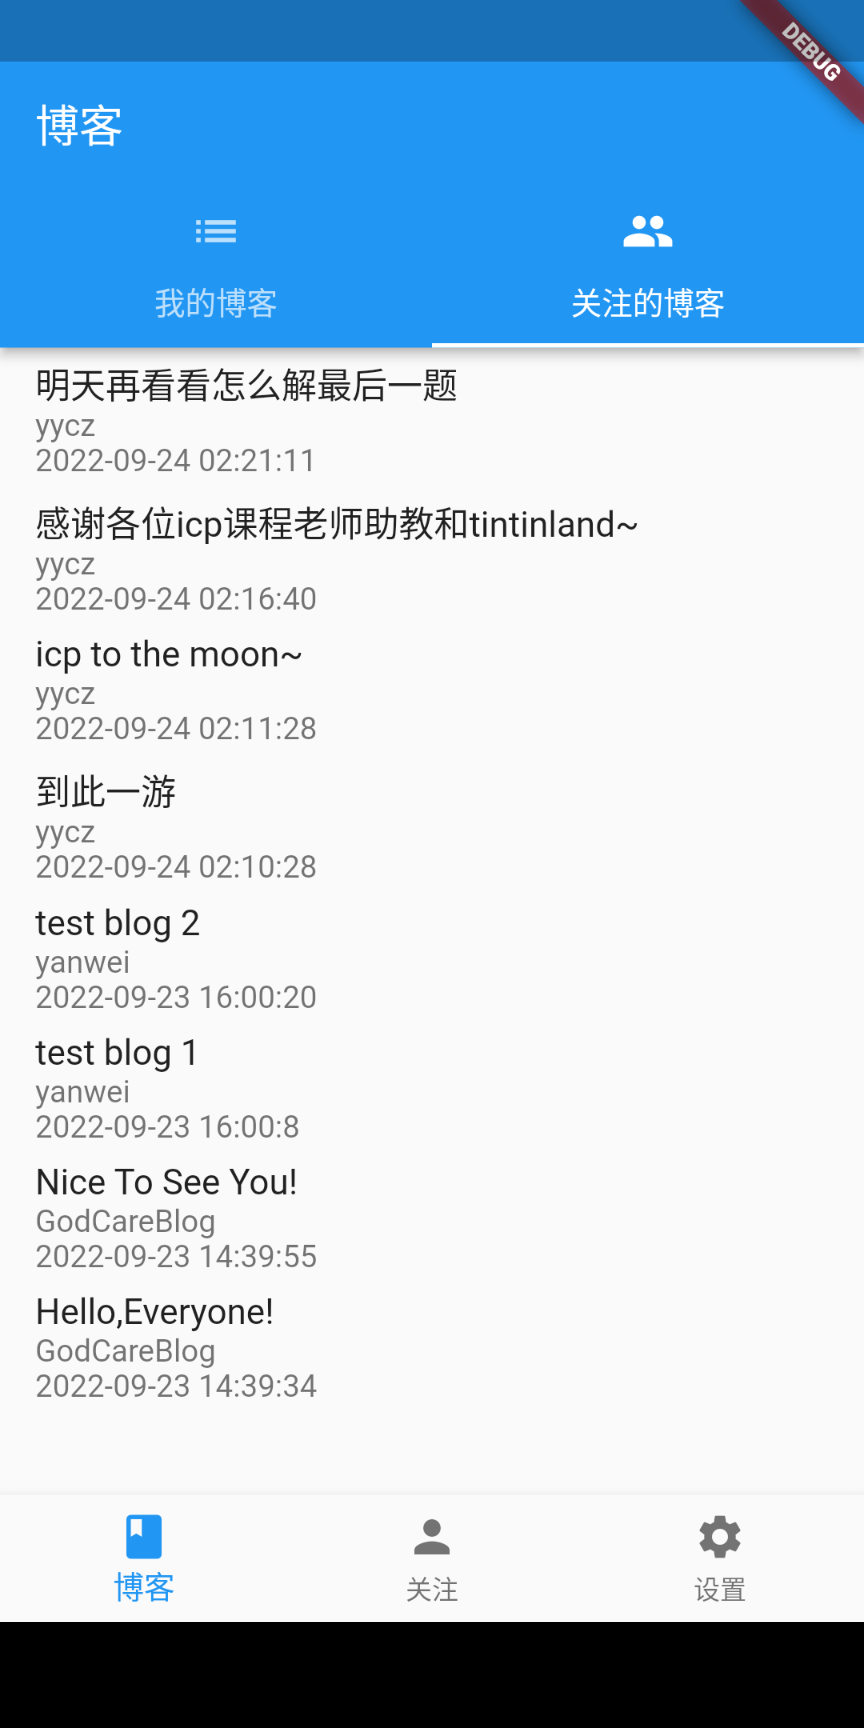 DEBUG
博客
我的博客
关注的博客
明天再看看怎么解最后一题
yycz
2022-09-24 02:21:11
感谢各位icp课程老师助教和tintinland~
yycz
2022-09-24 02:16:40
icp to the moon~
yycz
2022-09-24 02:11:28
到此一游
yycz
2022-09-24 02:10:28
test blog 2
yanwei
2022-09-23 16:00:20
test blog 1
yanwei
2022-09-23 16:00:8
Nice To See You!
GodCareBlog
2022-09-23 14:39:55
Hello,Everyone!
GodCareBlog
2022-09-23 14:39:34
博客
关注
设置